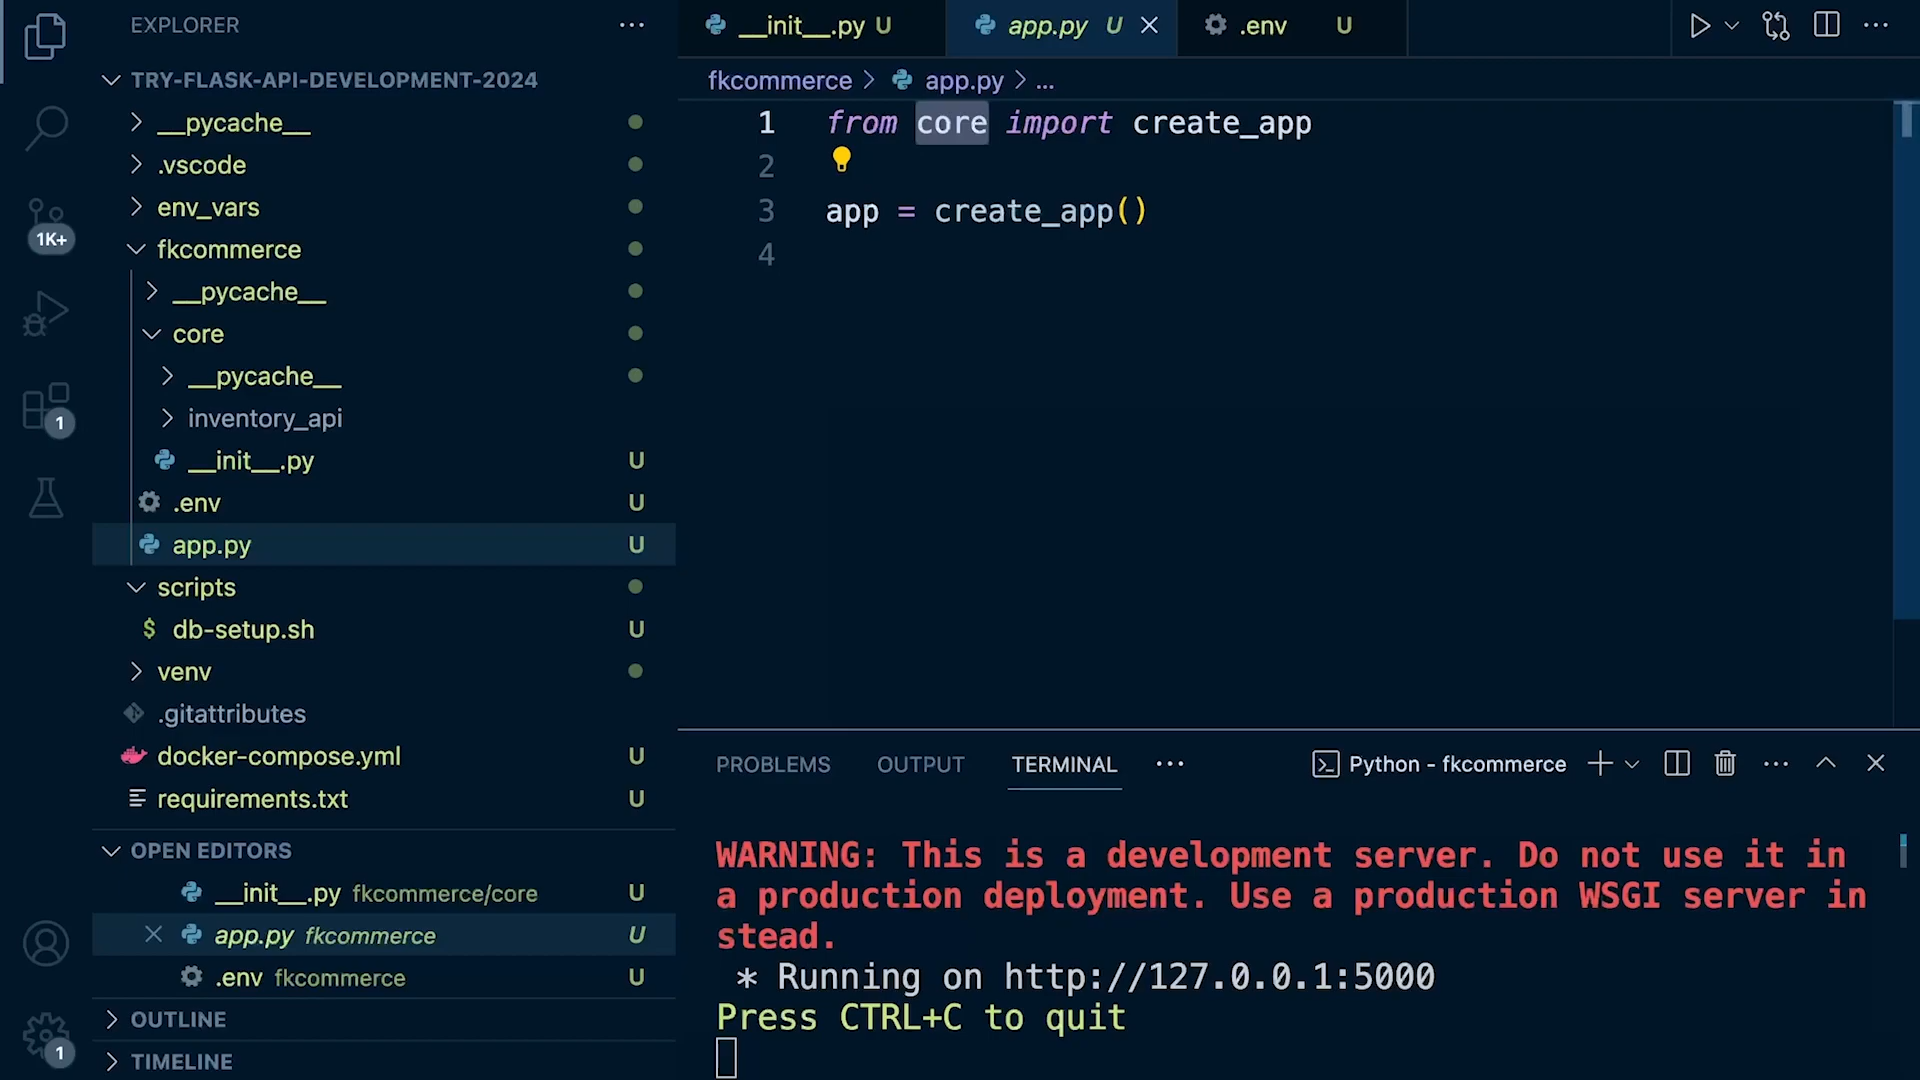 EXPLORER
TRY-FLASK-API-DEVELOPMENT-2024
__pycache__
.vscode
env_vars
fkcommerce
__pycache__
core
__pycache__
inventory_api
__init__.py U
.env U
app.py U
scripts
$ db-setup.sh U
venv
.gitattributes
docker-compose.yml U
requirements.txt U
OPEN EDITORS
__init__.py fkcommerce/core U
app.py fkcommerce U
.env fkcommerce U
OUTLINE
TIMELINE
1K+
1
1
__init__.py U
app.py U
.env U
fkcommerce > app.py > ...
1 from core import create_app
2
3 app = create_app()
4
PROBLEMS OUTPUT TERMINAL
Python - fkcommerce
WARNING: This is a development server. Do not use it in
a production deployment. Use a production WSGI server in
stead.
* Running on http://127.0.0.1:5000
Press CTRL+C to quit